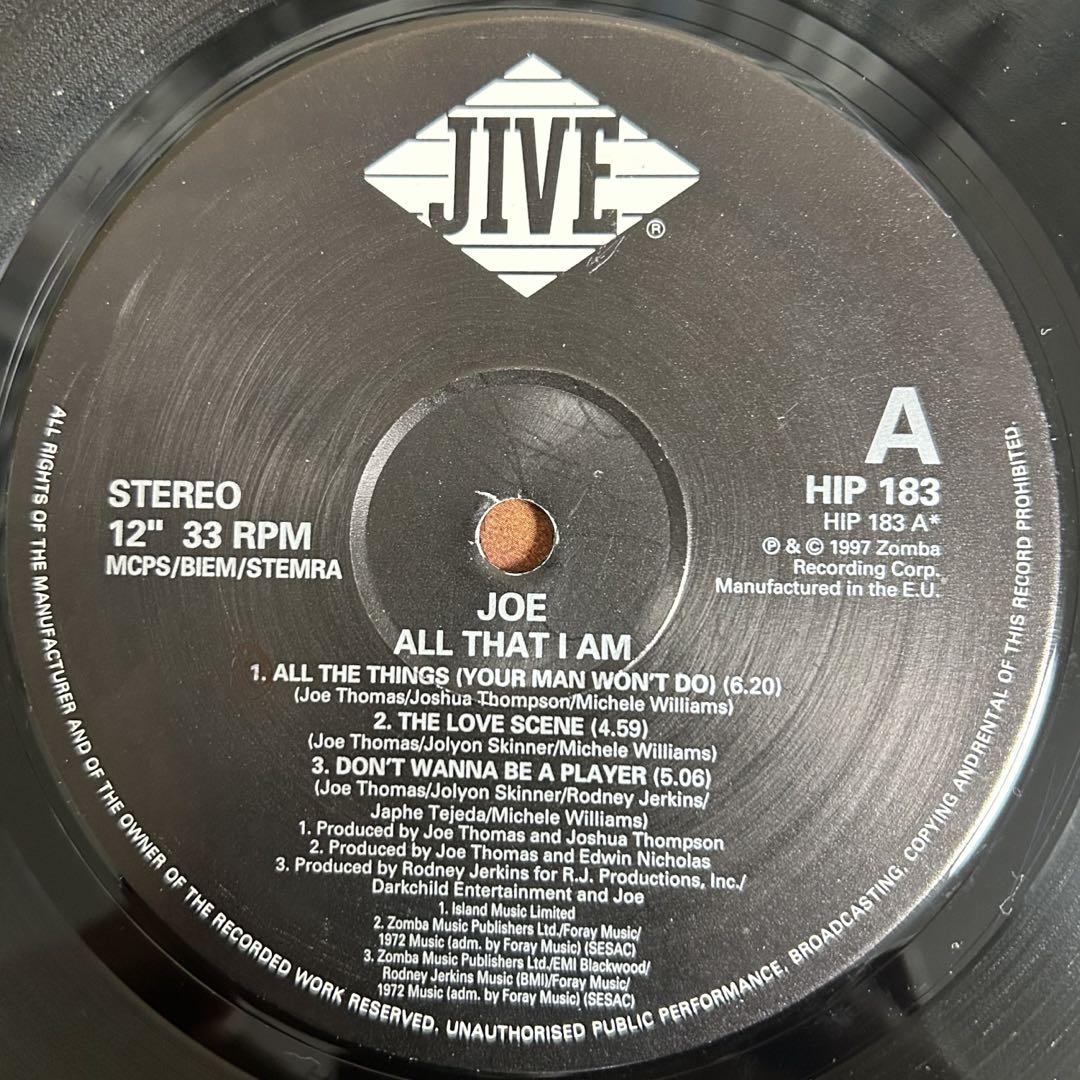 JIVE
®
A
HIP 183
HIP 183 A*
℗ & © 1997 Zomba
Recording Corp.
Manufactured in the E.U.
STEREO
12" 33 RPM
MCPS/BIEM/STEMRA
JOE
ALL THAT I AM
1. ALL THE THINGS (YOUR MAN WON'T DO) (6.20)
(Joe Thomas/Joshua Thompson/Michele Williams)
2. THE LOVE SCENE (4.59)
(Joe Thomas/Jolyon Skinner/Michele Williams)
3. DON'T WANNA BE A PLAYER (5.06)
(Joe Thomas/Jolyon Skinner/Rodney Jerkins/
Japhe Tejeda/Michele Williams)
1. Produced by Joe Thomas and Joshua Thompson
2. Produced by Joe Thomas and Edwin Nicholas
3. Produced by Rodney Jerkins for R.J. Productions, Inc./
Darkchild Entertainment and Joe
1. Island Music Limited
2. Zomba Music Publishers Ltd./Foray Music/
1972 Music (adm. by Foray Music) (SESAC)
3. Zomba Music Publishers Ltd./EMI Blackwood/
Rodney Jerkins Music (BMI)/Foray Music/
1972 Music (adm. by Foray Music) (SESAC)
ALL RIGHTS OF THE MANUFACTURER AND OF THE OWNER OF THE RECORDED WORK RESERVED. UNAUTHORISED PUBLIC PERFORMANCE, BROADCASTING, COPYING AND RENTAL OF THIS RECORD PROHIBITED.